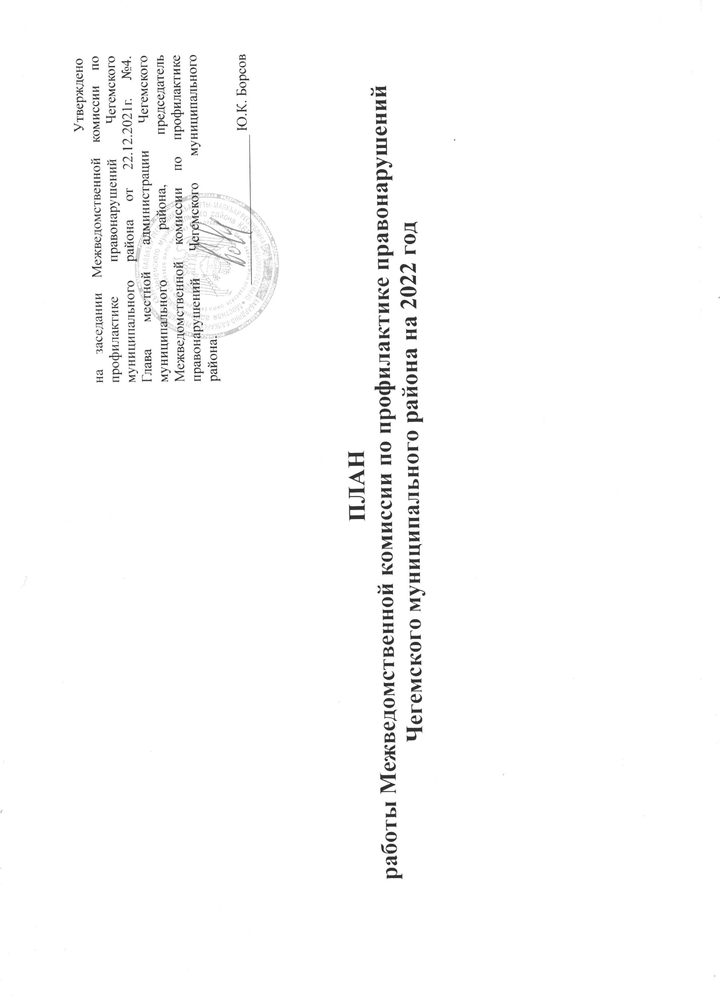 Утверждено
на заседании Межведомственной комиссии по
профилактике правонарушений Чегемского
муниципального района от 22.12.2021г. №4.
Глава местной администрации Чегемского
муниципального района, председатель
Межведомственной комиссии по профилактике
правонарушений Чегемского муниципального
района.
Ю.К. Борсов
ПЛАН
работы Межведомственной комиссии по профилактике правонарушений
Чегемского муниципального района на 2022 год